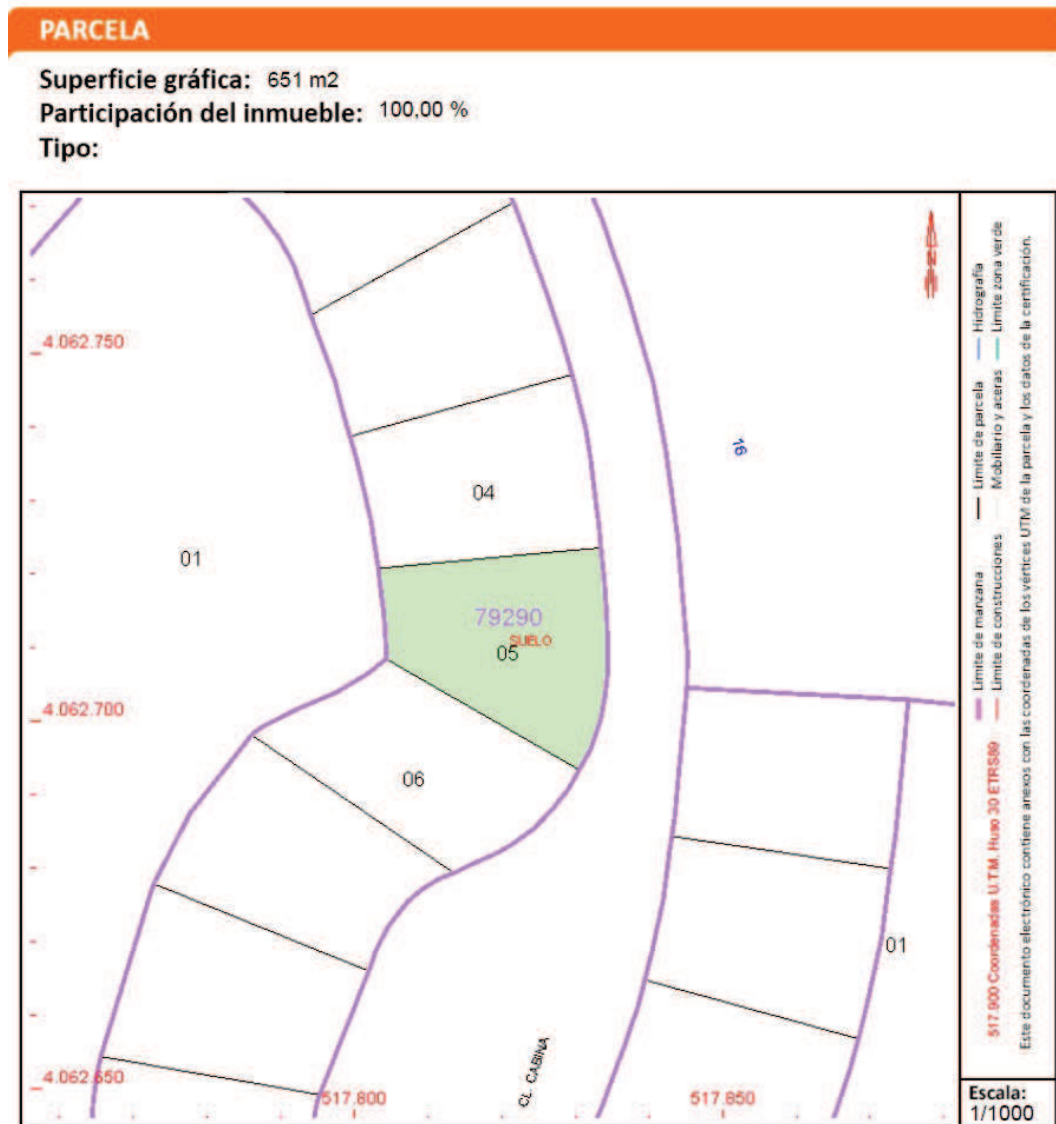 PARCELA
Superficie gráfica: 651 m2
Participación del inmueble: 100,00 %
Tipo:
4.062.750
16
04
01
79290
SUELO
05
4.062.700
06
01
4.062.650
517.800
CL. CABINA
517.850
Límite de manzana
Límite de parcela
Hidrografía
517.900 Coordenadas U.T.M. Huso 30 ETRS89
Límite de construcciones
Mobiliario y aceras
Límite zona verde
Este documento electrónico contiene anexos con las coordenadas de los vértices UTM de la parcela y los datos de la certificación.
Escala:
1/1000